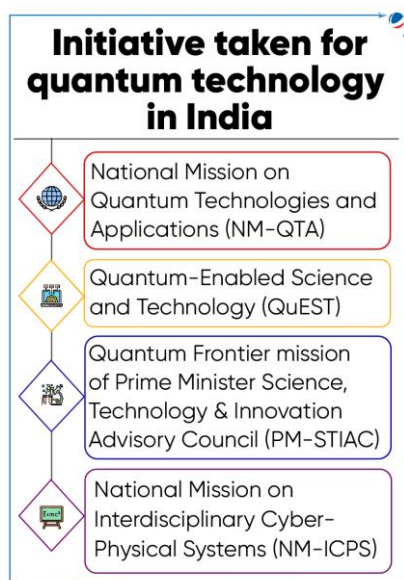 Initiative taken for
quantum technology
in India
National Mission on
Quantum Technologies and
Applications (NM-QTA)
Quantum-Enabled Science
and Technology (QuEST)
Quantum Frontier mission
of Prime Minister Science,
Technology & Innovation
Advisory Council (PM-STIAC)
E=mc²
National Mission on
Interdisciplinary Cyber-
Physical Systems (NM-ICPS)